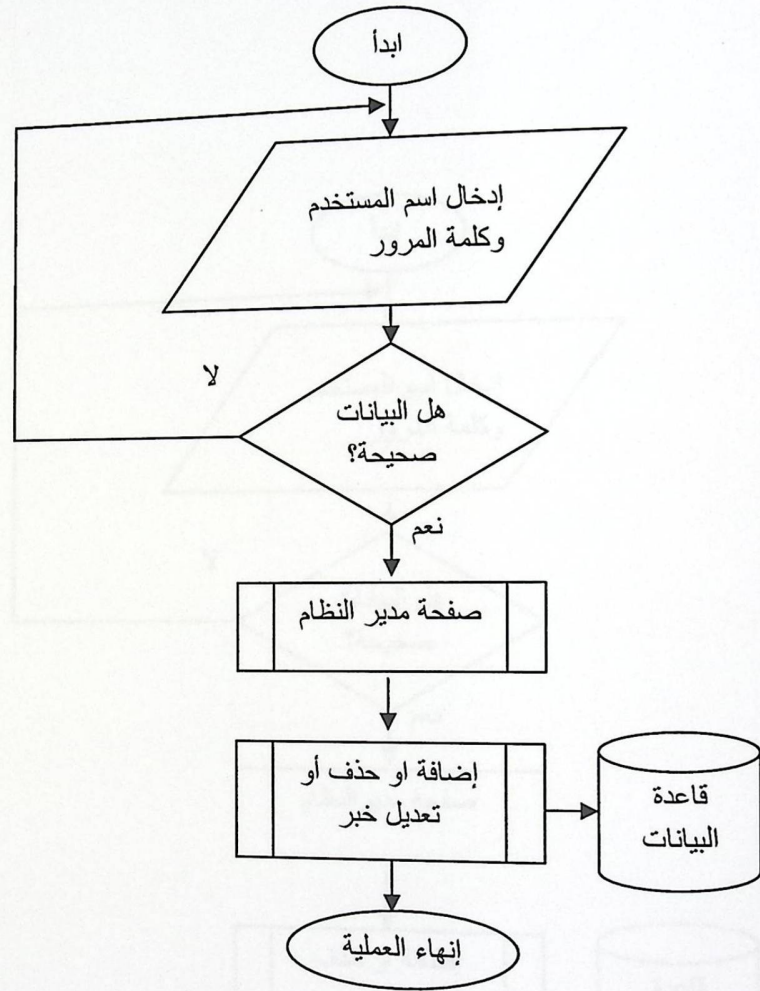 ابدأ
إدخال اسم المستخدم
وكلمة المرور
لا
هل البيانات
صحيحة؟
نعم
صفحة مدير النظام
إضافة او حذف أو
تعديل خبر
قاعدة
البيانات
إنهاء العملية